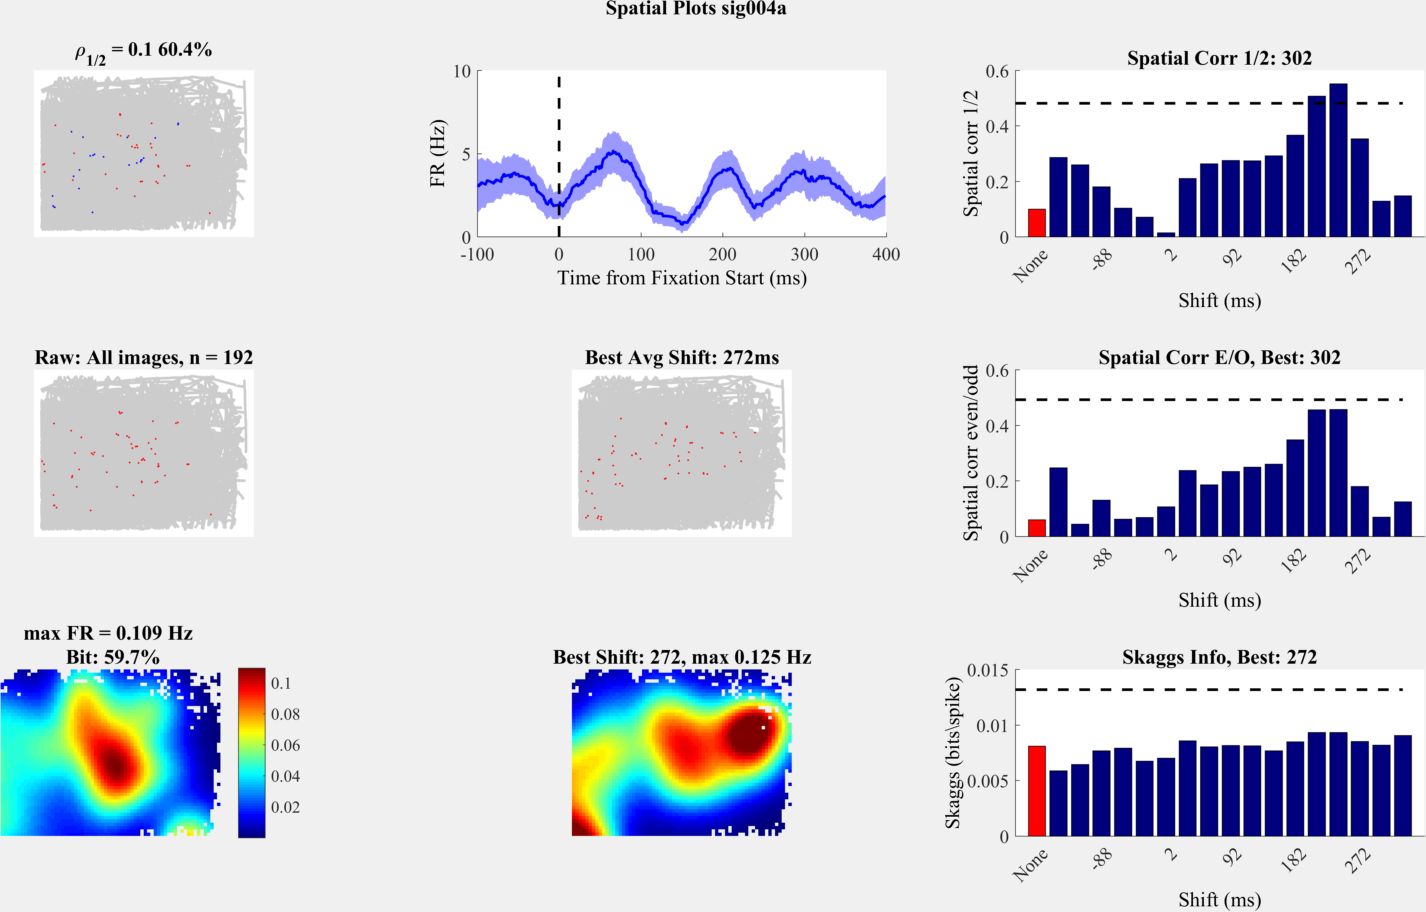 Spatial Plots sig004a
ρ1/2 = 0.1 60.4%
10
5
0
FR (Hz)
-100 0 100 200 300 400
Time from Fixation Start (ms)
Spatial Corr 1/2: 302
0.6
0.4
0.2
0
Spatial corr 1/2
None -88 2 92 182 272
Shift (ms)
Raw: All images, n = 192
Best Avg Shift: 272ms
Spatial Corr E/O, Best: 302
0.6
0.4
0.2
0
Spatial corr even/odd
None -88 2 92 182 272
Shift (ms)
max FR = 0.109 Hz
Bit: 59.7%
0.1
0.08
0.06
0.04
0.02
Best Shift: 272, max 0.125 Hz
Skaggs Info, Best: 272
0.015
0.01
0.005
0
Skaggs (bits\spike)
None -88 2 92 182 272
Shift (ms)